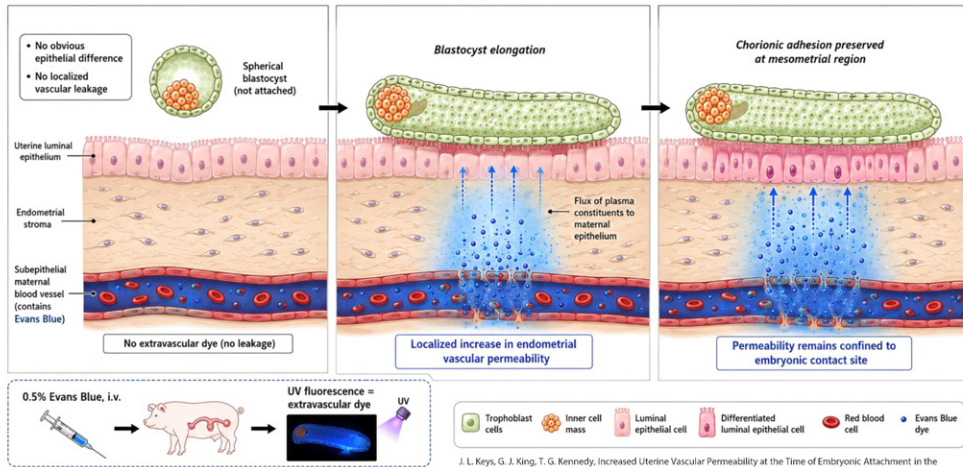 • No obvious
epithelial difference
• No localized
vascular leakage
Spherical
blastocyst
(not attached)
Uterine luminal
epithelium
Endometrial
stroma
Subepithelial
maternal
blood vessel
(contains
Evans Blue)
No extravascular dye (no leakage)
Blastocyst elongation
Flux of plasma
constituents to
maternal
epithelium
Localized increase in endometrial
vascular permeability
Chorionic adhesion preserved
at mesometrial region
Permeability remains confined to
embryonic contact site
0.5% Evans Blue, i.v.
UV fluorescence =
extravascular dye
UV
Trophoblast
cells
Inner cell
mass
Luminal
epithelial cell
Differentiated
luminal epithelial cell
Red blood
cell
Evans Blue
dye
J. L. Keys, G. J. King, T. G. Kennedy, Increased Uterine Vascular Permeability at the Time of Embryonic Attachment in the